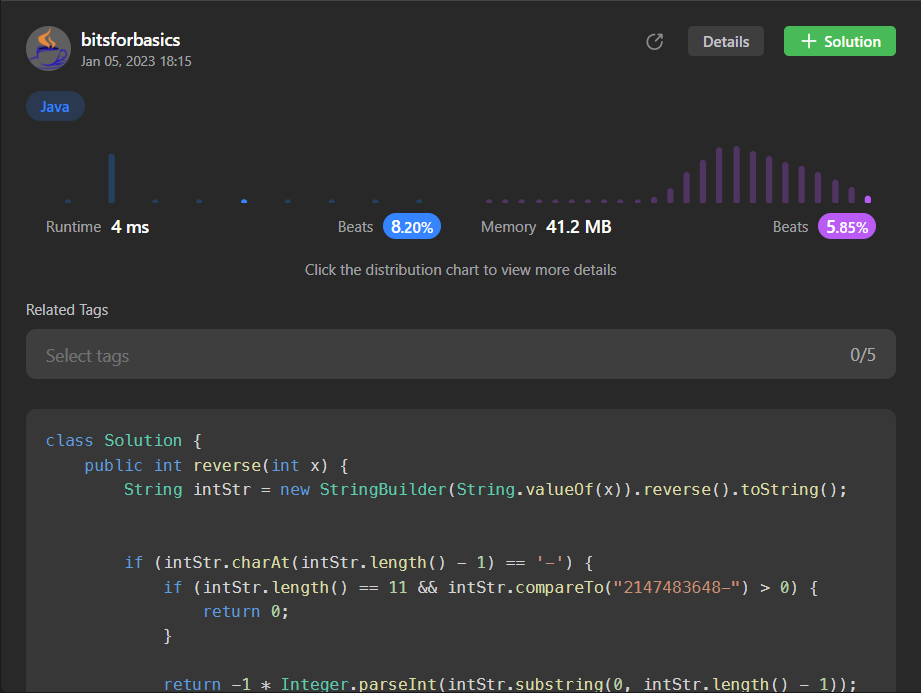 bitsforbasics
Jan 05, 2023 18:15
Details
+ Solution
Java
Runtime 4 ms Beats 8.20% Memory 41.2 MB Beats 5.85%
Click the distribution chart to view more details
Related Tags
Select tags 0/5
class Solution {
    public int reverse(int x) {
        String intStr = new StringBuilder(String.valueOf(x)).reverse().toString();
        if (intStr.charAt(intStr.length() - 1) == '-') {
            if (intStr.length() == 11 && intStr.compareTo("2147483648-") > 0) {
                return 0;
            }
            return -1 * Integer.parseInt(intStr.substring(0, intStr.length() - 1));